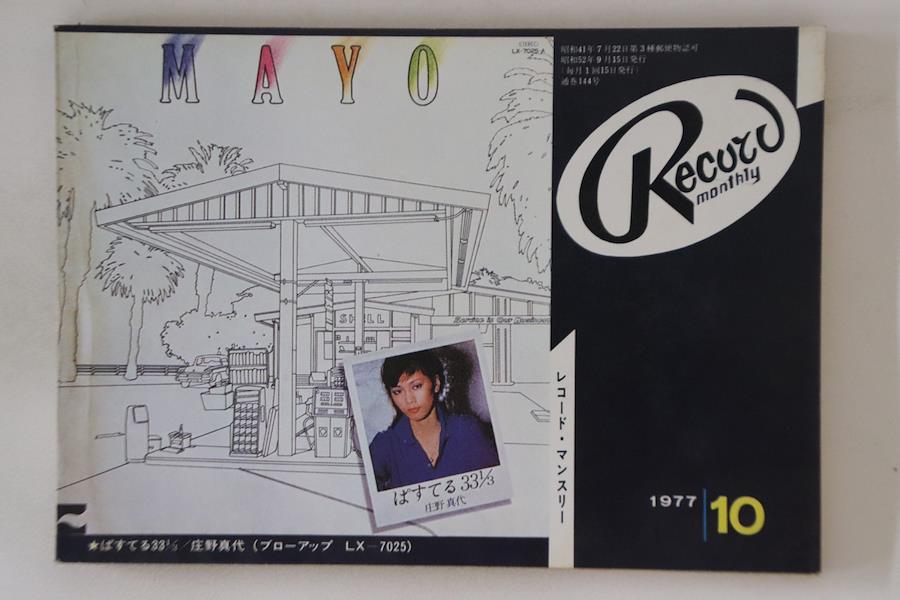 MAYO
STEREO
LX-7025-A
SHELL
Service is Our Business
ぱすてる33⅓
庄野真代
★ぱすてる33⅓/庄野真代(ブローアップ LX-7025)
昭和41年7月22日第3種郵便物認可
昭和52年9月15日発行
(毎月1回15日発行)
通巻144号
Record
monthly
レコード・マンスリー
1977 10